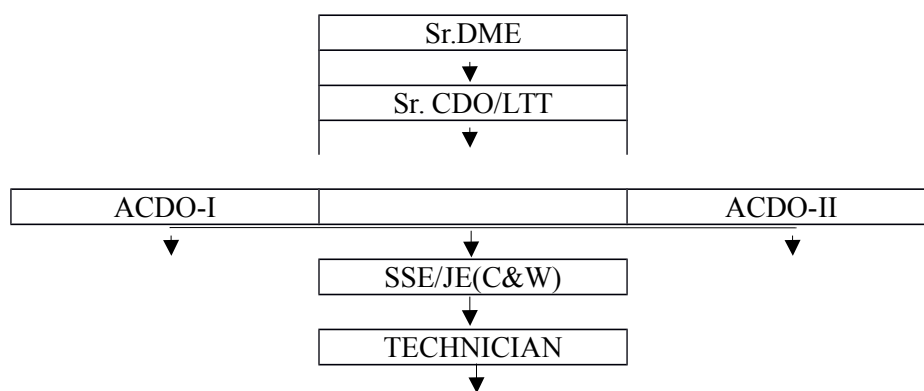 Sr.DME
Sr. CDO/LTT
ACDO-I ACDO-II
SSE/JE(C&W)
TECHNICIAN